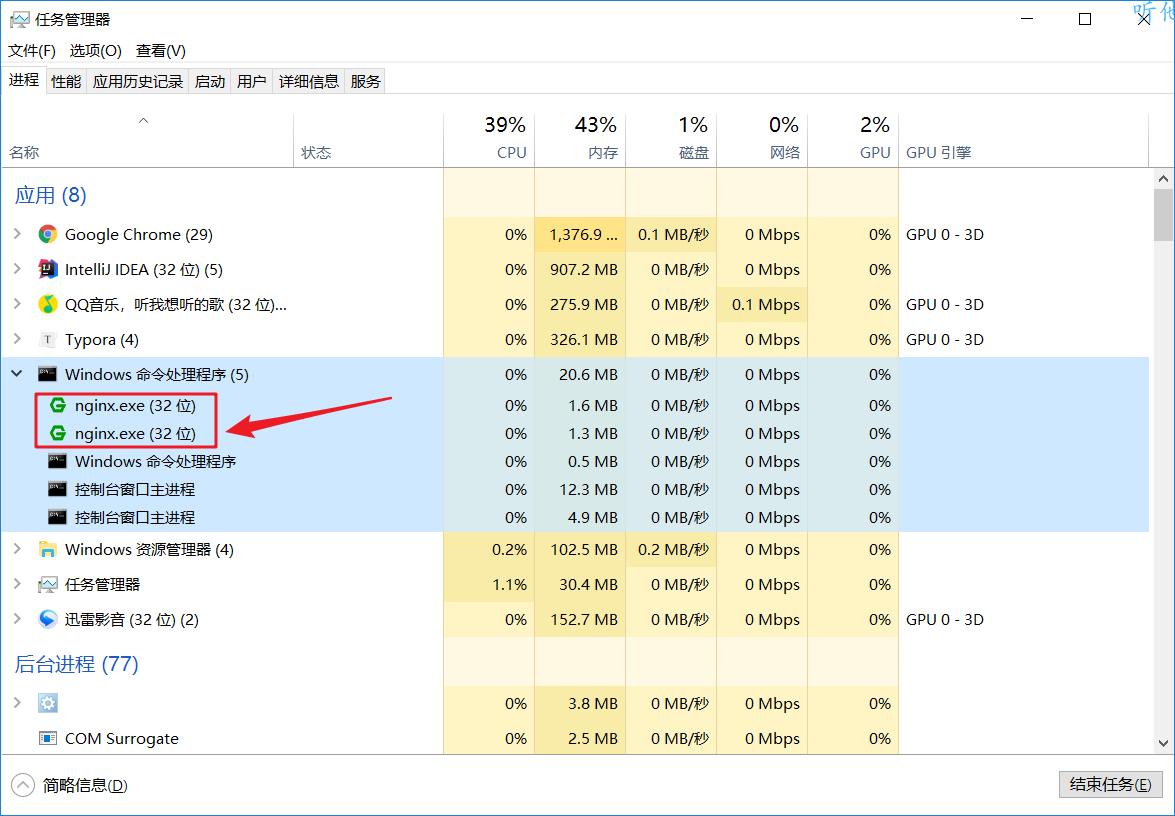 任务管理器
听他
文件(F) 选项(O) 查看(V)
进程 性能 应用历史记录 启动 用户 详细信息 服务
39% 43% 1% 0% 2%
名称 状态 CPU 内存 磁盘 网络 GPU GPU 引擎
应用 (8)
Google Chrome (29) 0% 1,376.9 ... 0.1 MB/秒 0 Mbps 0% GPU 0 - 3D
IntelliJ IDEA (32 位) (5) 0% 907.2 MB 0 MB/秒 0 Mbps 0%
QQ音乐，听我想听的歌 (32 位)... 0% 275.9 MB 0 MB/秒 0.1 Mbps 0% GPU 0 - 3D
Typora (4) 0% 326.1 MB 0 MB/秒 0 Mbps 0% GPU 0 - 3D
Windows 命令处理程序 (5) 0% 20.6 MB 0 MB/秒 0 Mbps 0%
nginx.exe (32 位) 0% 1.6 MB 0 MB/秒 0 Mbps 0%
nginx.exe (32 位) 0% 1.3 MB 0 MB/秒 0 Mbps 0%
Windows 命令处理程序 0% 0.5 MB 0 MB/秒 0 Mbps 0%
控制台窗口主进程 0% 12.3 MB 0 MB/秒 0 Mbps 0%
控制台窗口主进程 0% 4.9 MB 0 MB/秒 0 Mbps 0%
Windows 资源管理器 (4) 0.2% 102.5 MB 0.2 MB/秒 0 Mbps 0%
任务管理器 1.1% 30.4 MB 0 MB/秒 0 Mbps 0%
迅雷影音 (32 位) (2) 0% 152.7 MB 0 MB/秒 0 Mbps 0% GPU 0 - 3D
后台进程 (77)
0% 3.8 MB 0 MB/秒 0 Mbps 0%
COM Surrogate 0% 2.5 MB 0 MB/秒 0 Mbps 0%
简略信息(D) 结束任务(E)